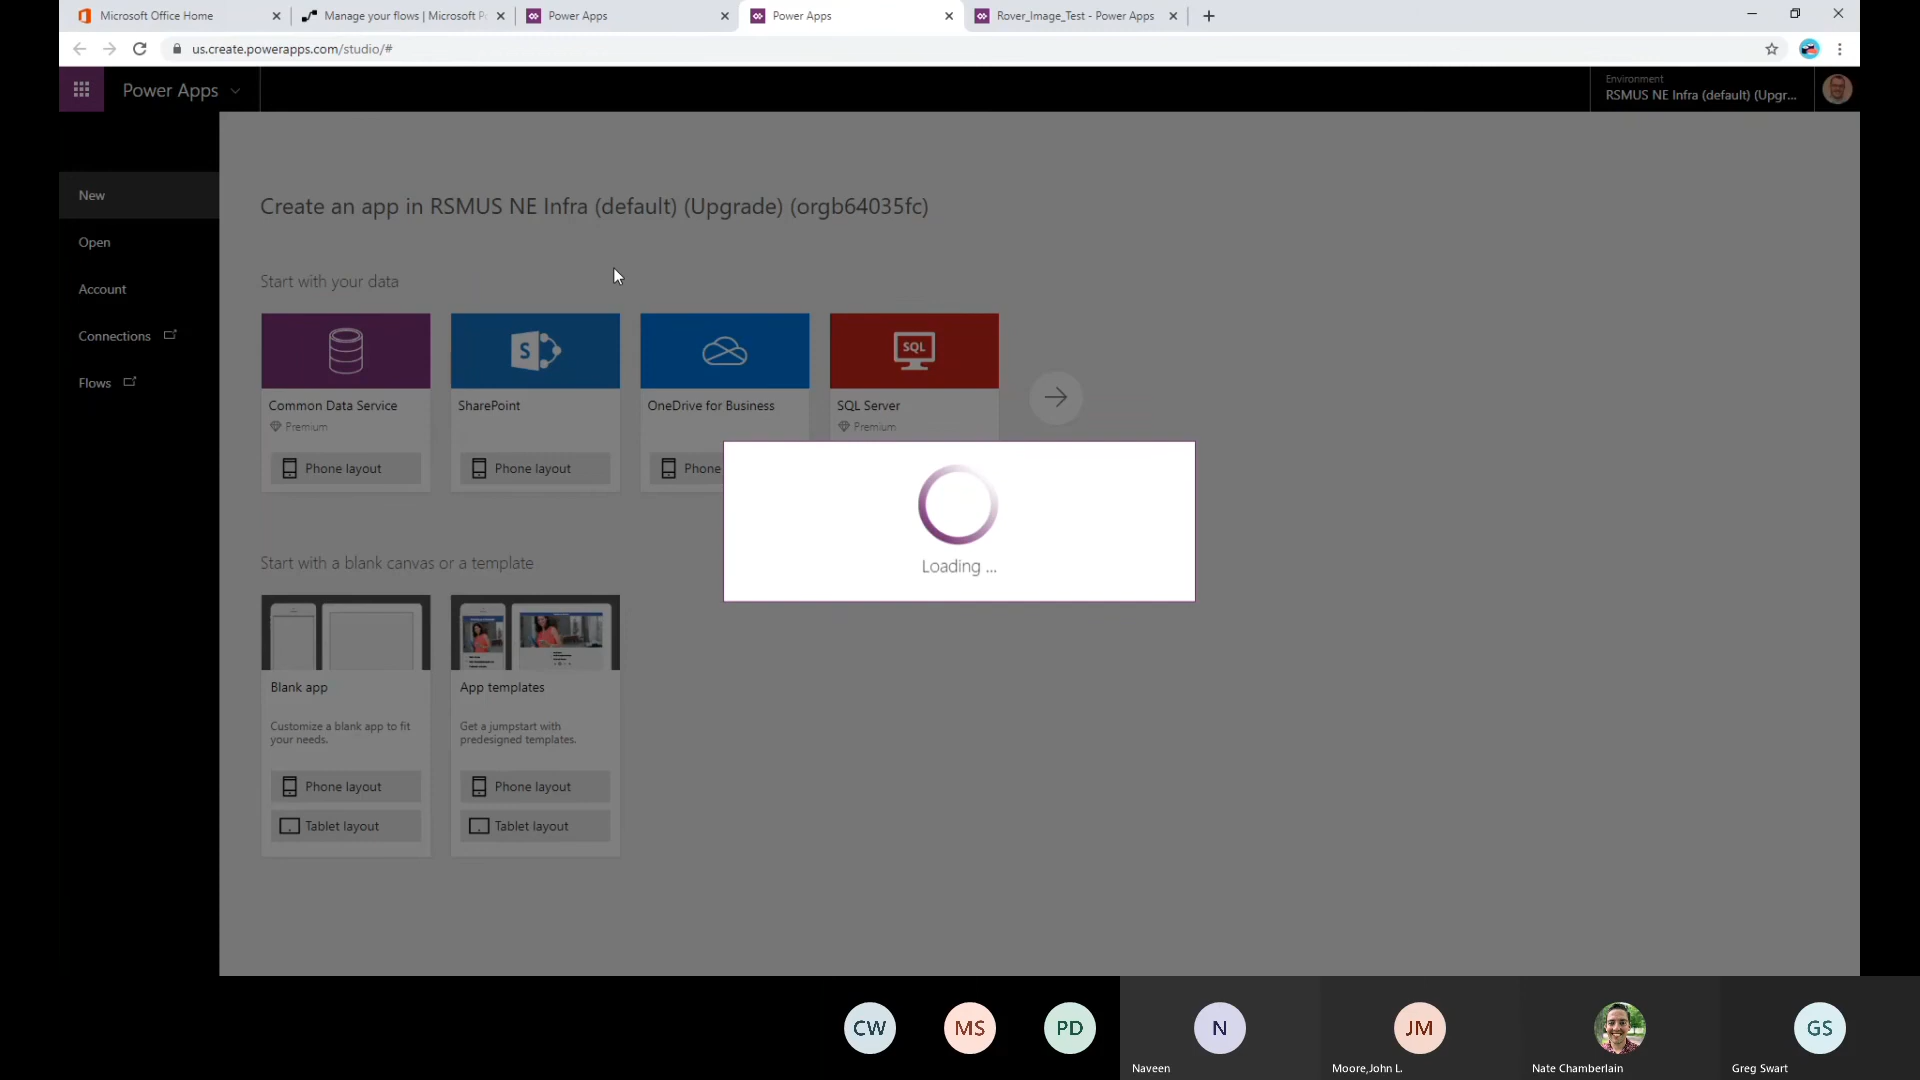 Microsoft Office Home
Manage your flows | Microsoft P
Power Apps
Power Apps
Rover_Image_Test - Power Apps
us.create.powerapps.com/studio/#
Power Apps
Environment
RSMUS NE Infra (default) (Upgr...
New
Open
Account
Connections
Flows
Create an app in RSMUS NE Infra (default) (Upgrade) (orgb64035fc)
Start with your data
S
SQL
Common Data Service
SharePoint
OneDrive for Business
SQL Server
Premium
Premium
Phone layout
Phone layout
Phone
Loading ...
Start with a blank canvas or a template
Blank app
App templates
Customize a blank app to fit
your needs.
Get a jumpstart with
predesigned templates.
Phone layout
Phone layout
Tablet layout
Tablet layout
CW
MS
PD
N
JM
GS
Naveen
Moore,John L.
Nate Chamberlain
Greg Swart